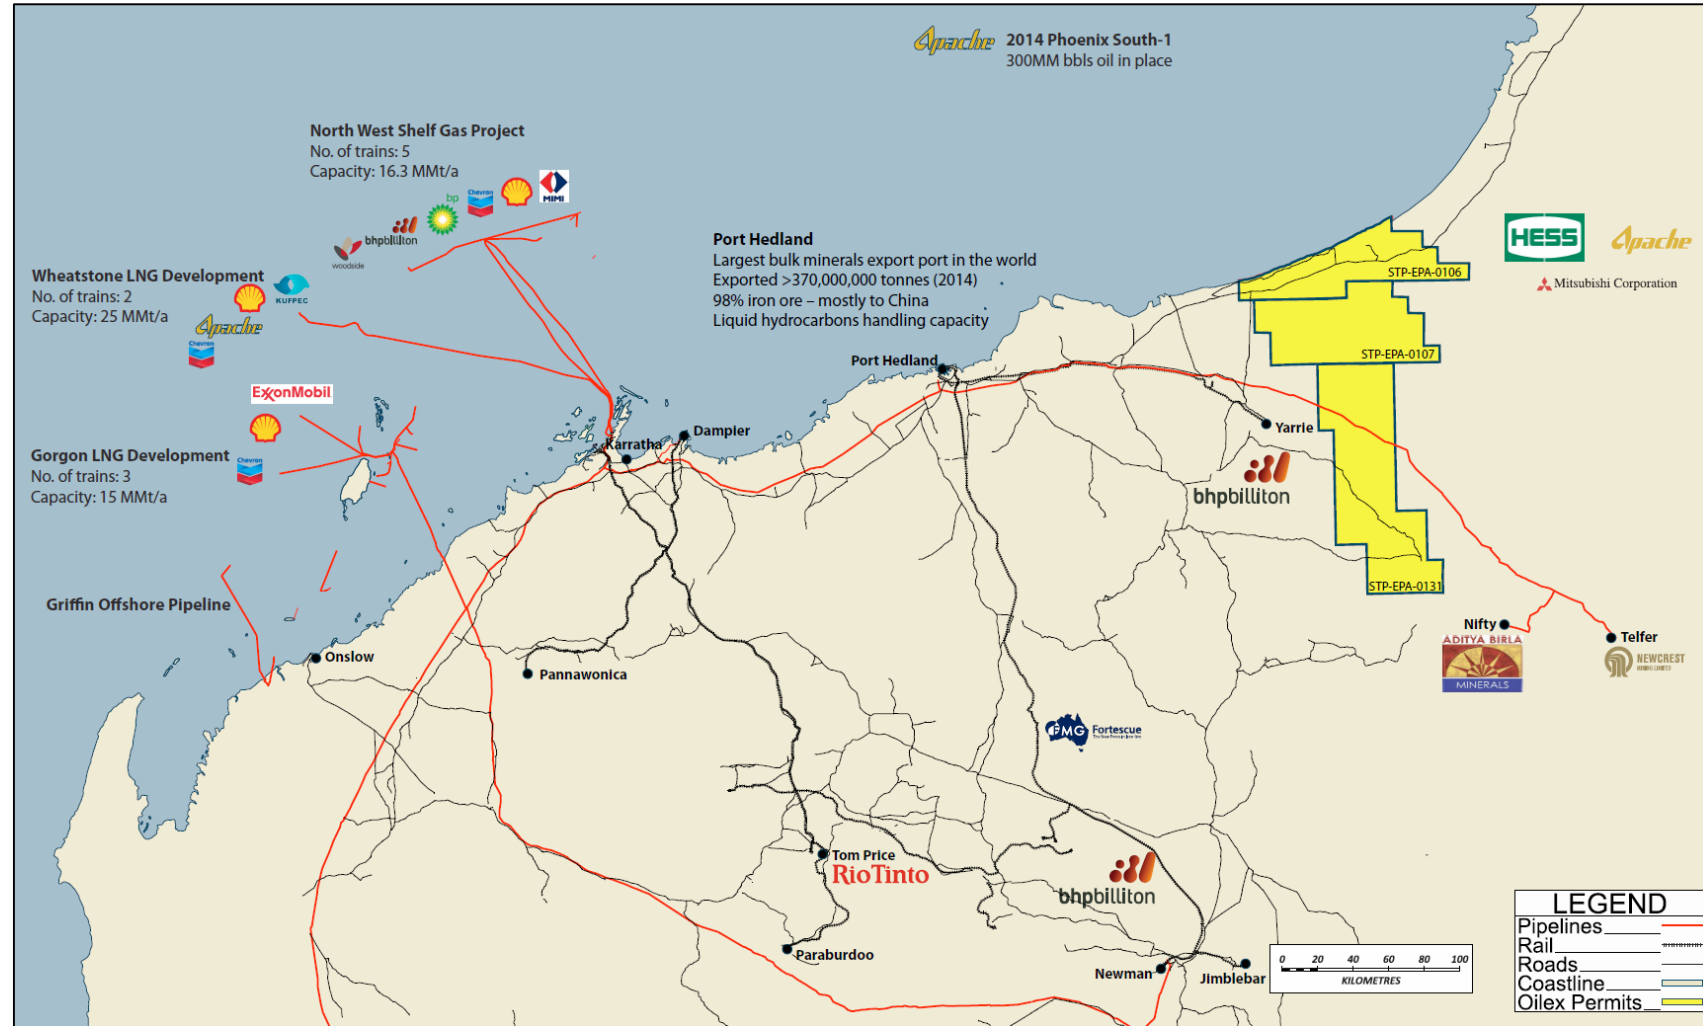 Apache
2014 Phoenix South-1
300MM bbls oil in place
North West Shelf Gas Project
No. of trains: 5
Capacity: 16.3 MMt/a
MIMI
Chevron
bp
bhpbilliton
woodside
Wheatstone LNG Development
No. of trains: 2
Capacity: 25 MMt/a
KUFPEC
Apache
Chevron
Port Hedland
Largest bulk minerals export port in the world
Exported >370,000,000 tonnes (2014)
98% iron ore – mostly to China
Liquid hydrocarbons handling capacity
HESS
Apache
Mitsubishi Corporation
STP-EPA-0106
STP-EPA-0107
STP-EPA-0131
Port Hedland
ExxonMobil
Gorgon LNG Development
No. of trains: 3
Capacity: 15 MMt/a
Chevron
Karratha
Dampier
Yarrie
bhpbilliton
Griffin Offshore Pipeline
Onslow
Pannawonica
Nifty
ADITYA BIRLA
MINERALS
Telfer
NEWCREST
MINING LIMITED
FMG Fortescue
Tom Price
RioTinto
bhpbilliton
Paraburdoo
Newman
Jimblebar
0 20 40 60 80 100
KILOMETRES
LEGEND
Pipelines
Rail
Roads
Coastline
Oilex Permits